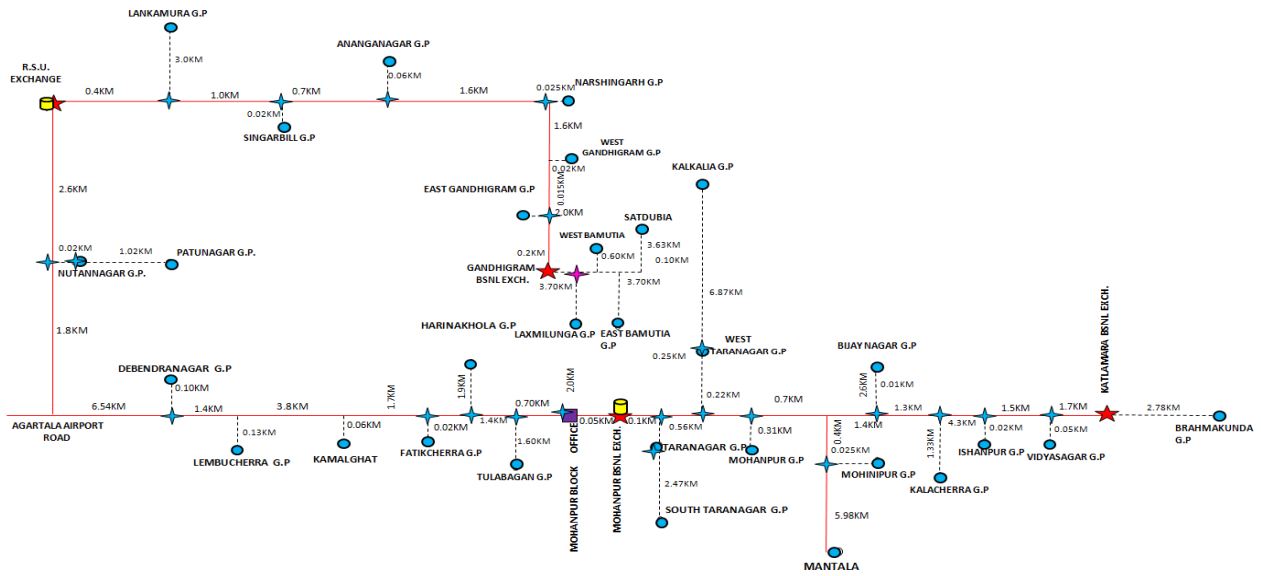 LANKAMURA G.P
ANANGANAGAR G.P
R.S.U.
EXCHANGE
3.0KM
0.06KM
NARSHINGARH G.P
0.4KM
1.0KM
0.7KM
1.6KM
0.025KM
0.02KM
SINGARBILL G.P
1.6KM
WEST
GANDHIGRAM G.P
0.02KM
KALKALIA G.P
2.6KM
EAST GANDHIGRAM G.P
0.015KM
2.0KM
SATDUBIA
WEST BAMUTIA
3.63KM
0.02KM
1.02KM
PATUNAGAR G.P.
NUTANNAGAR G.P.
0.2KM
0.60KM
0.10KM
GANDHIGRAM
BSNL EXCH.
3.70KM
3.70KM
6.87KM
1.8KM
HARINAKHOLA G.P
LAXMILUNGA G.P
EAST BAMUTIA
G.P
WEST
TARANAGAR G.P
0.25KM
BIJAY NAGAR G.P
KATLAMARA BSNL EXCH.
DEBENDRANAGAR G.P
0.10KM
1.7KM
1.9KM
2.0KM
0.22KM
2.6KM
0.01KM
6.54KM
1.4KM
3.8KM
0.02KM
1.4KM
0.70KM
0.05KM
0.1KM
0.56KM
0.7KM
1.4KM
1.3KM
4.3KM
1.5KM
1.7KM
2.78KM
AGARTALA AIRPORT
ROAD
0.13KM
0.06KM
1.60KM
0.31KM
0.4KM
0.025KM
1.33KM
0.02KM
0.05KM
BRAHMAKUNDA
G.P
LEMBUCHERRA G.P
KAMALGHAT
FATIKCHERRA G.P
TULABAGAN G.P
MOHANPUR BLOCK OFFICE
MOHANPUR BSNL EXCH.
TARANAGAR G.P
MOHANPUR G.P
MOHINIPUR G.P
KALACHERRA G.P
ISHANPUR G.P
VIDYASAGAR G.P
2.47KM
SOUTH TARANAGAR G.P
5.98KM
MANTALA